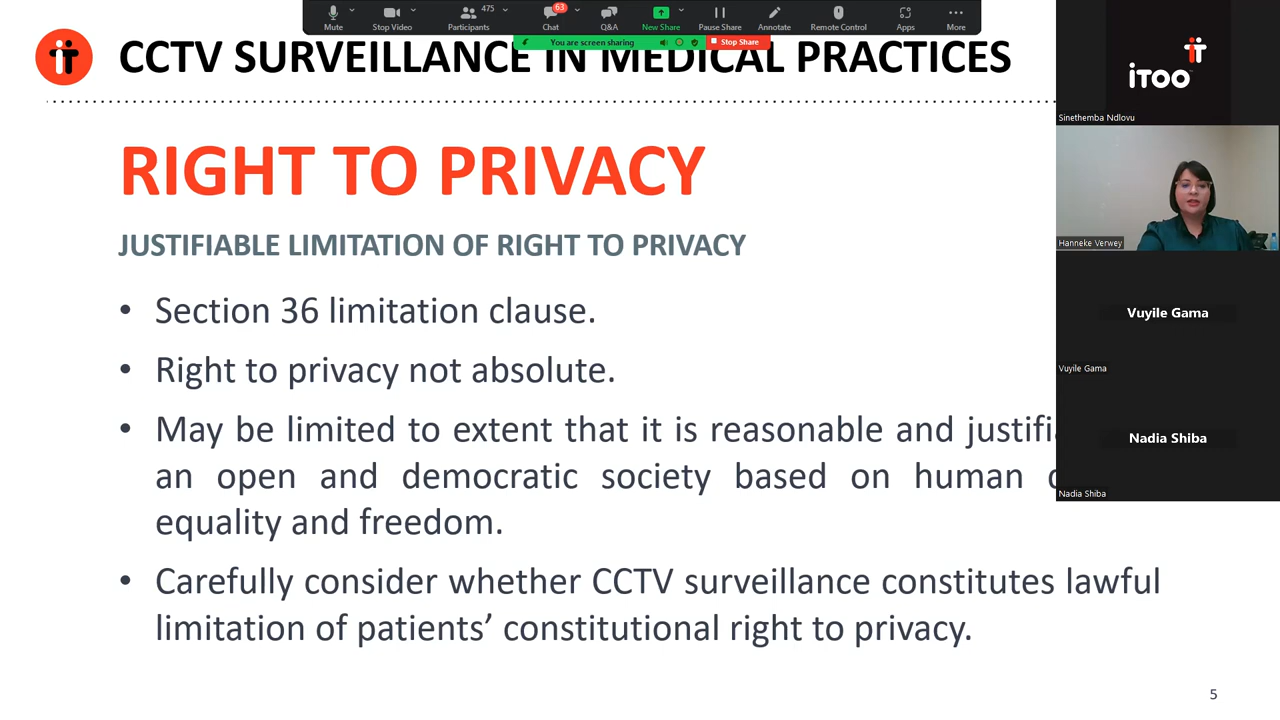 475
63
Mute
Stop Video
Participants
Chat
Q&A
New Share
Pause Share
Annotate
Remote Control
Apps
More
You are screen sharing
Stop Share
CCTV SURVEILLANCE IN MEDICAL PRACTICES
iTOO
Sinethemba Ndlovu
RIGHT TO PRIVACY
JUSTIFIABLE LIMITATION OF RIGHT TO PRIVACY
Hanneke Verwey
• Section 36 limitation clause.
Vuyile Gama
• Right to privacy not absolute.
Vuyile Gama
• May be limited to extent that it is reasonable and
an open and democratic society based on human
equality and freedom.
Nadia Shiba
Nadia Shiba
• Carefully consider whether CCTV surveillance constitutes lawful
limitation of patients’ constitutional right to privacy.
5